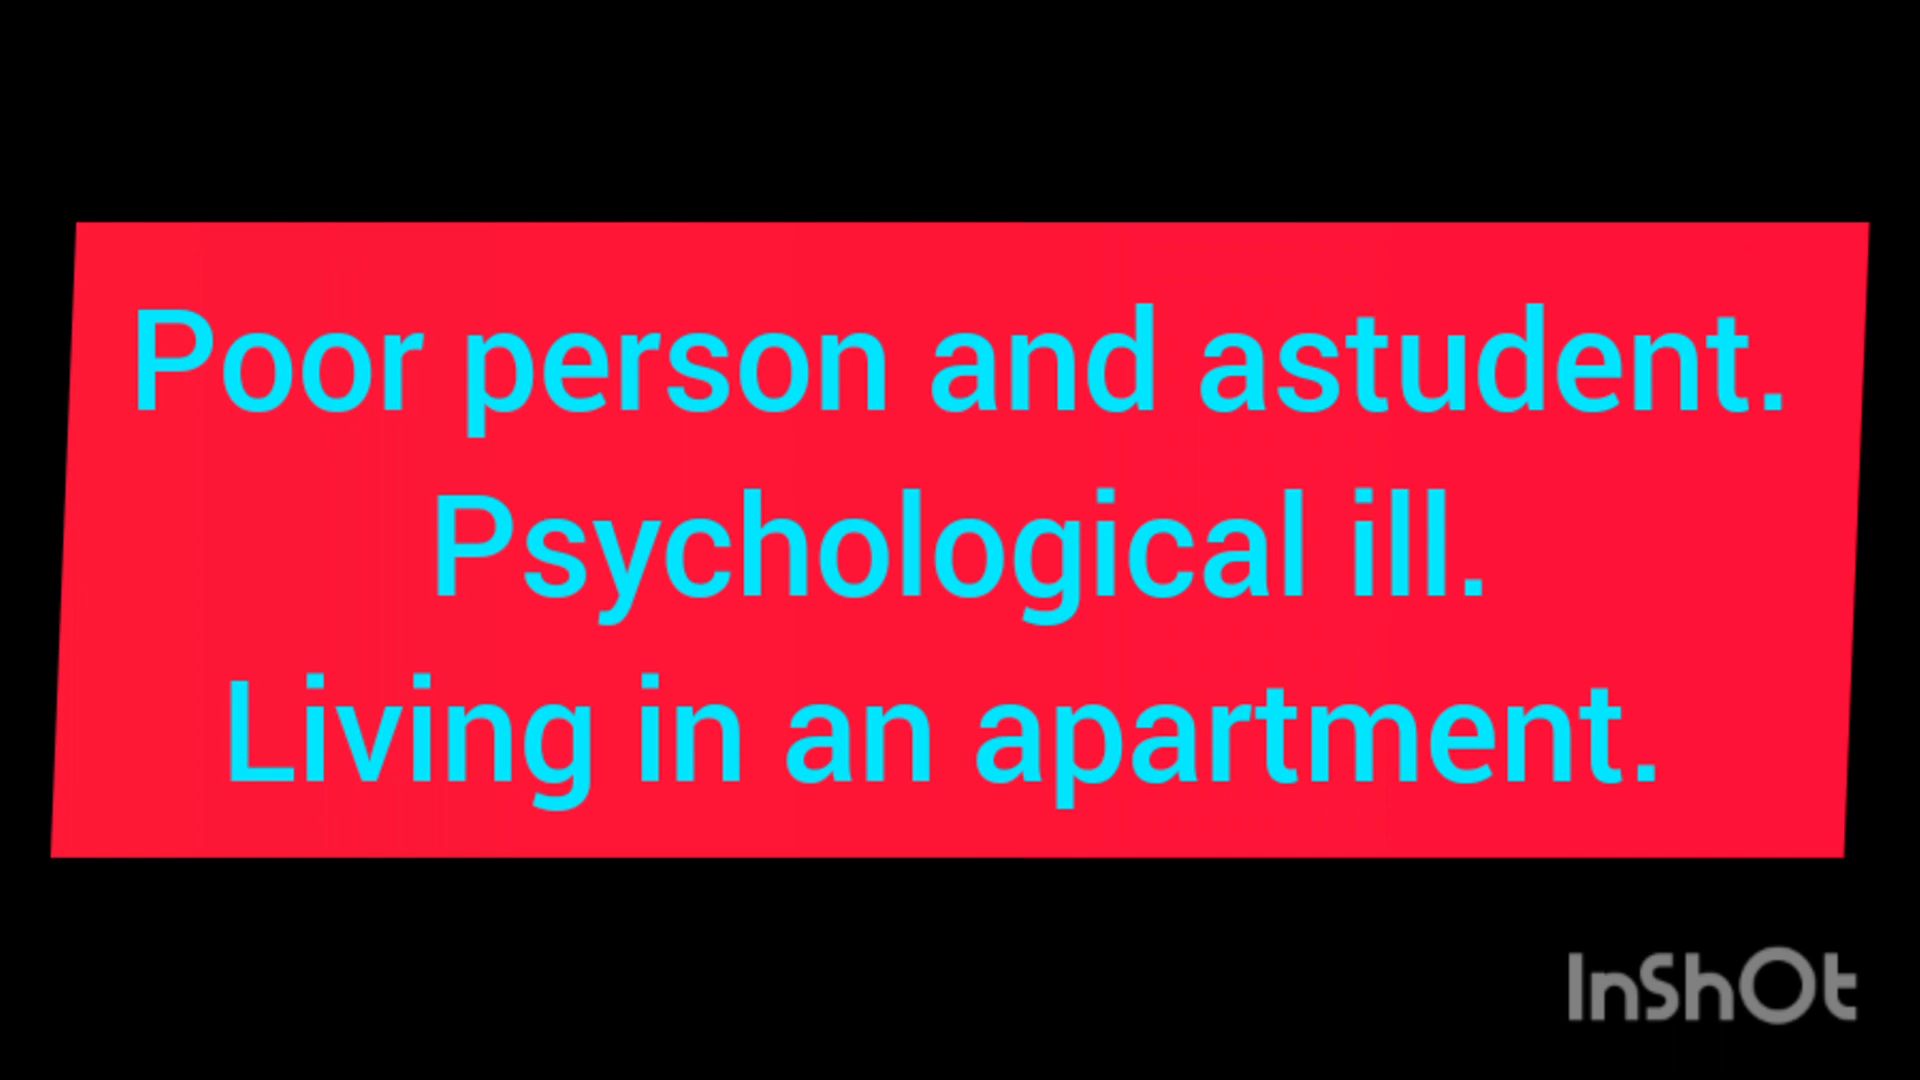 Poor person and astudent.
Psychological ill.
Living in an apartment.
InShOt